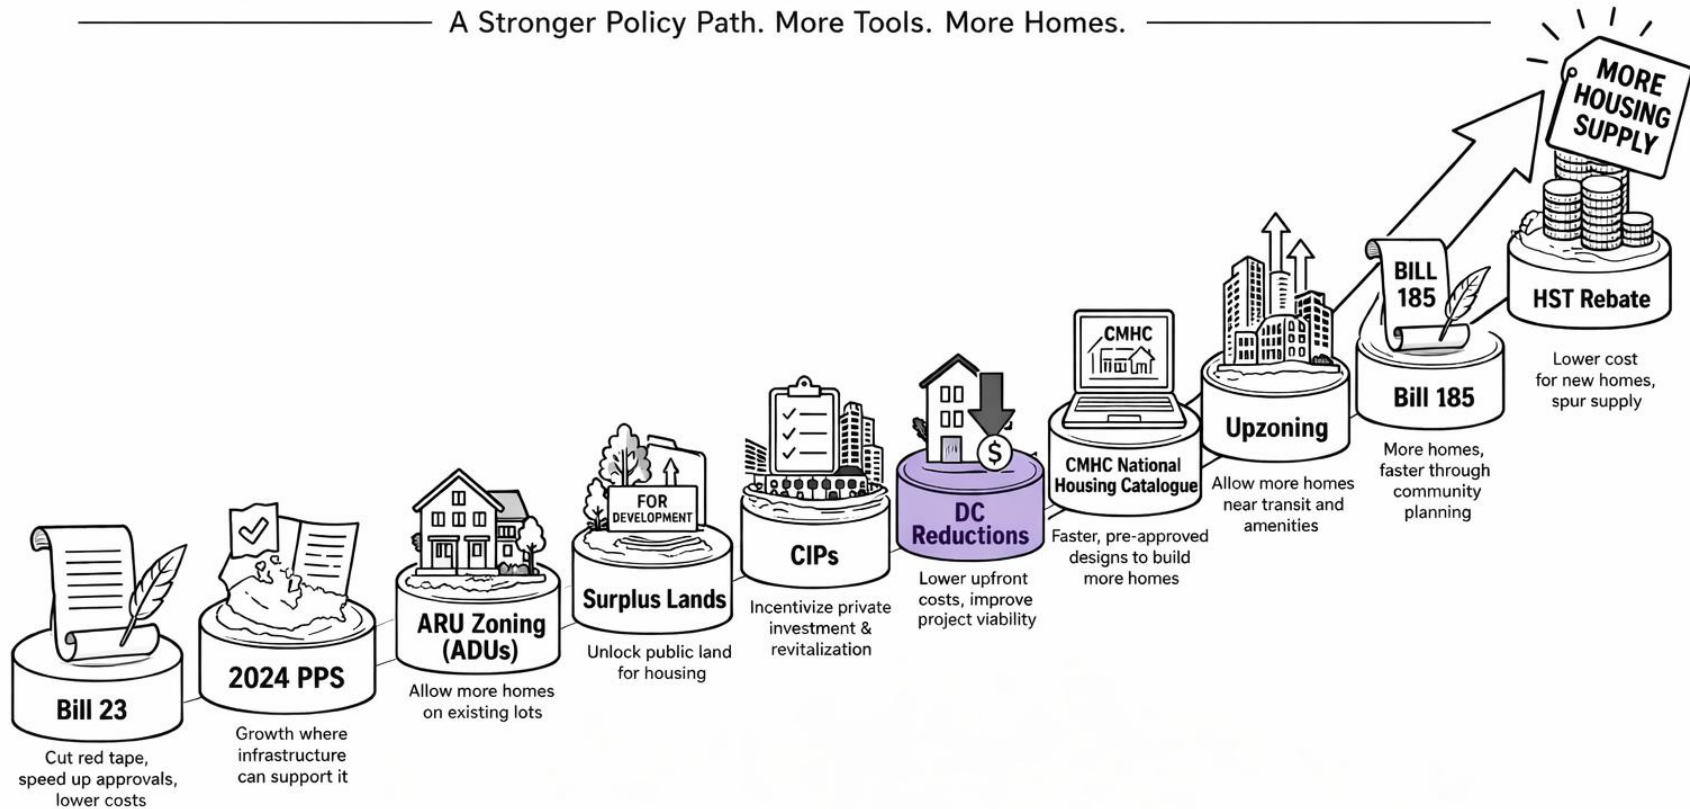 A Stronger Policy Path. More Tools. More Homes.
Bill 23
Cut red tape,
speed up approvals,
lower costs
2024 PPS
Growth where
infrastructure
can support it
ARU Zoning
(ADUs)
Allow more homes
on existing lots
FOR
DEVELOPMENT
Surplus Lands
Unlock public land
for housing
CIPs
Incentivize private
investment &
revitalization
$
DC
Reductions
Lower upfront
costs, improve
project viability
CMHC
CMHC National
Housing Catalogue
Faster, pre-approved
designs to build
more homes
Upzoning
Allow more homes
near transit and
amenities
BILL
185
Bill 185
More homes,
faster through
community
planning
MORE
HOUSING
SUPPLY
HST Rebate
Lower cost
for new homes,
spur supply